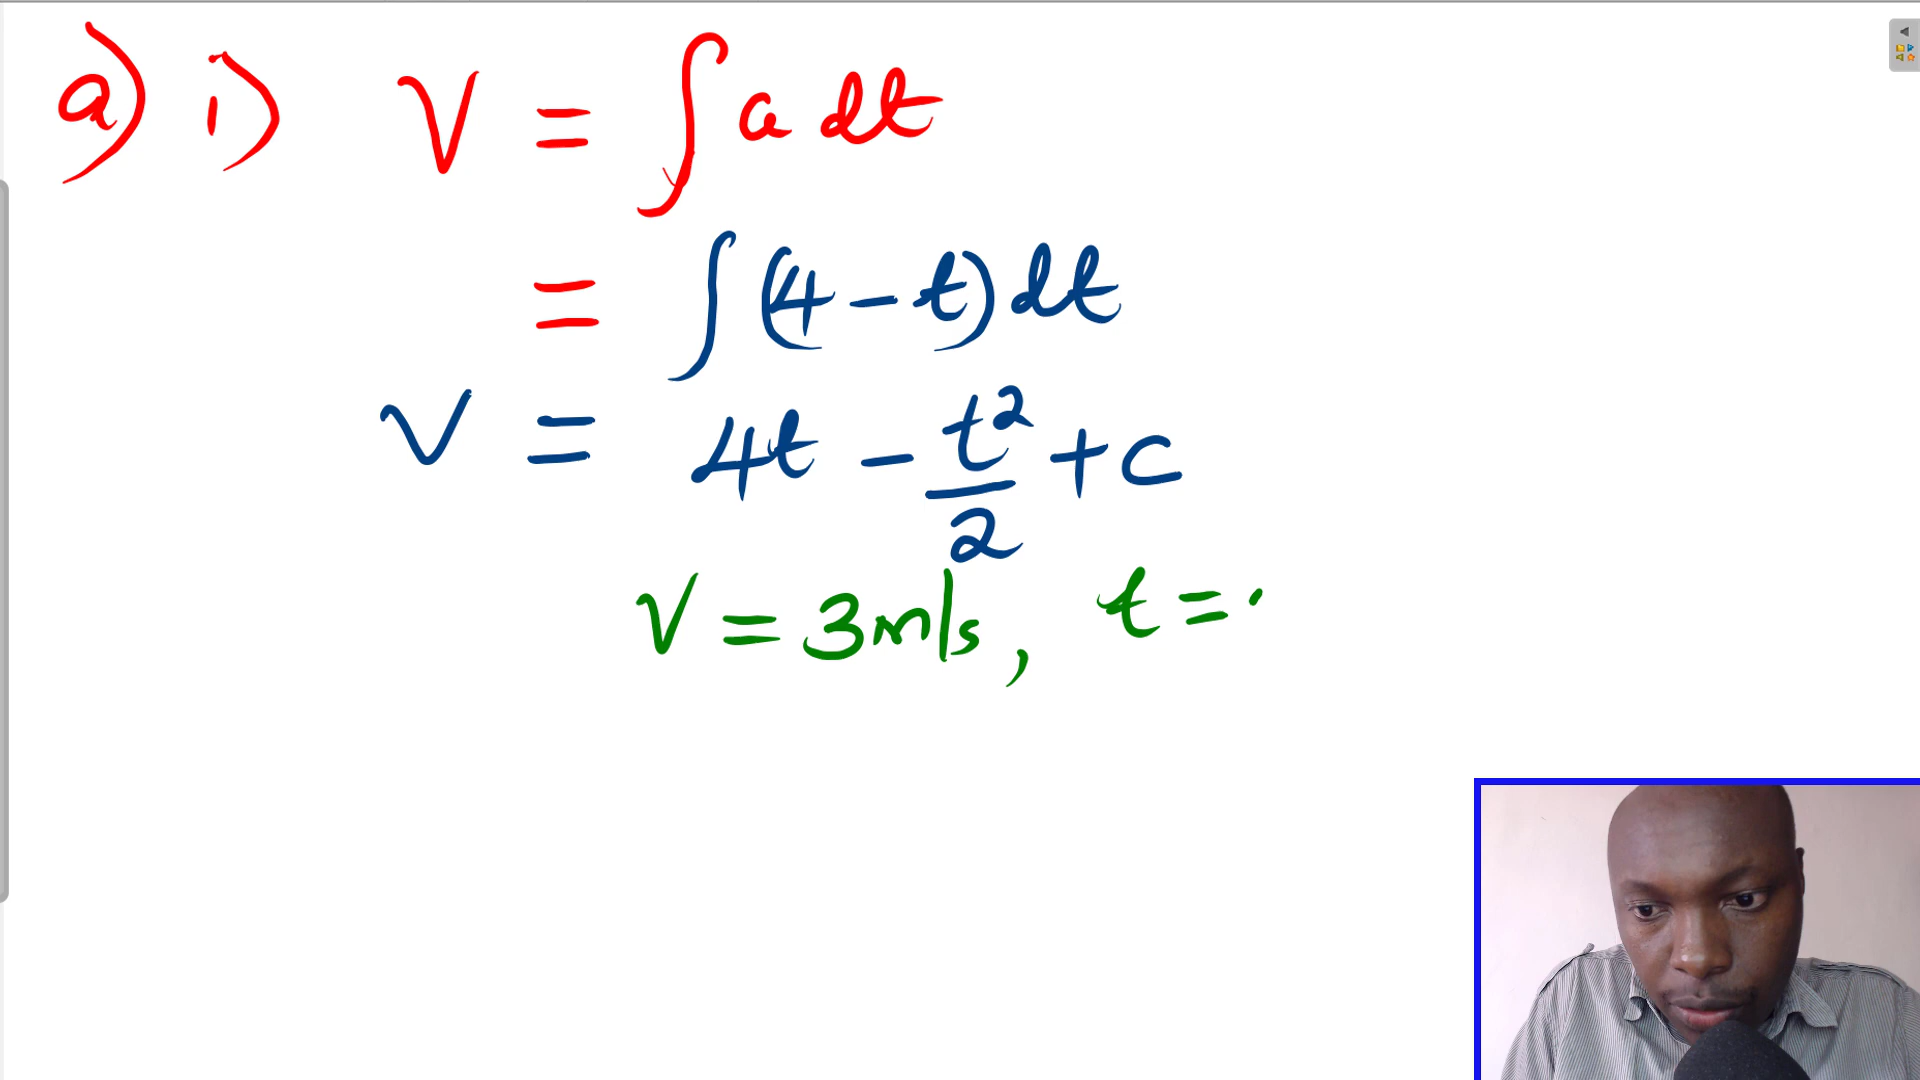 a) i) V = ∫ a dt
= ∫ (4 - t) dt
V = 4t - t²/2 + c
V = 3m/s, t =